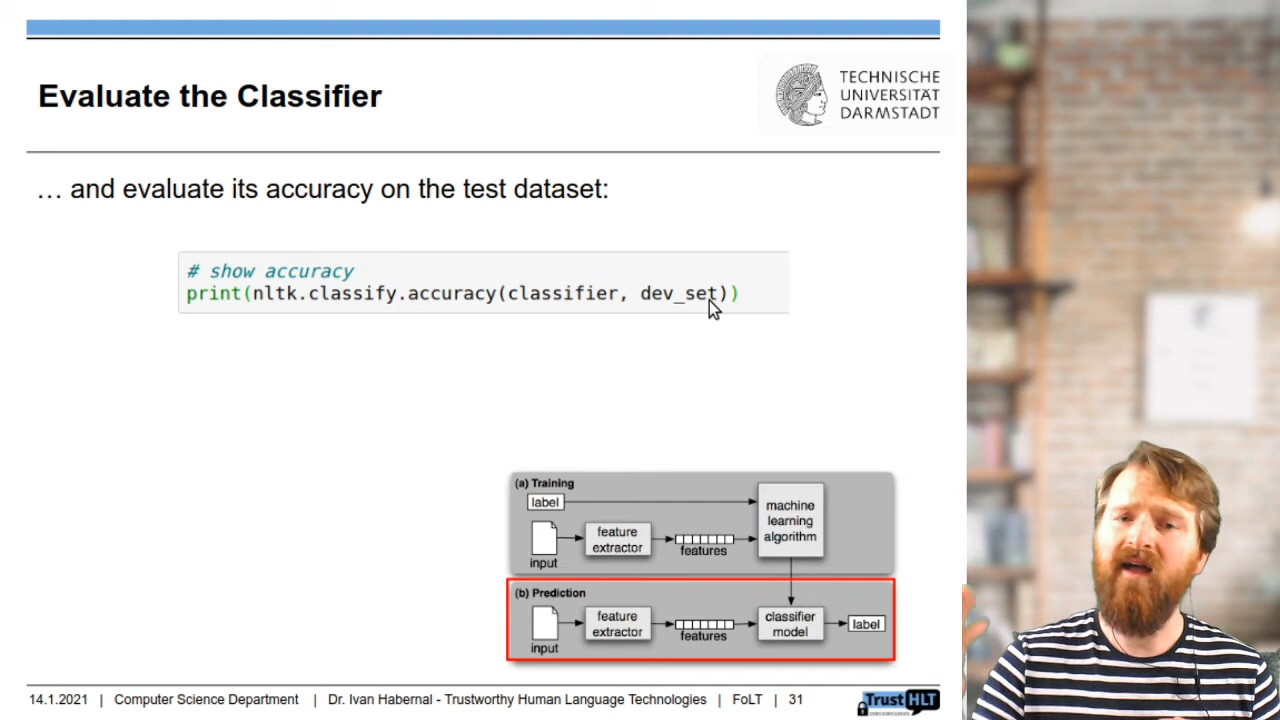 Evaluate the Classifier
TECHNISCHE
UNIVERSITÄT
DARMSTADT
… and evaluate its accuracy on the test dataset:
# show accuracy
print(nltk.classify.accuracy(classifier, dev_set))
(a) Training
label
input
feature
extractor
features
machine
learning
algorithm
(b) Prediction
input
feature
extractor
features
classifier
model
label
14.1.2021 | Computer Science Department | Dr. Ivan Habernal - Trustworthy Human Language Technologies | FoLT | 31
TrustHLT